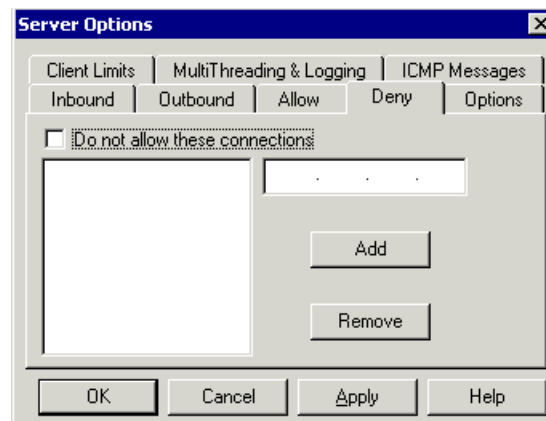 Server Options
Client Limits MultiThreading & Logging ICMP Messages
Inbound Outbound Allow Deny Options
Do not allow these connections
. . .
Add
Remove
OK Cancel Apply Help